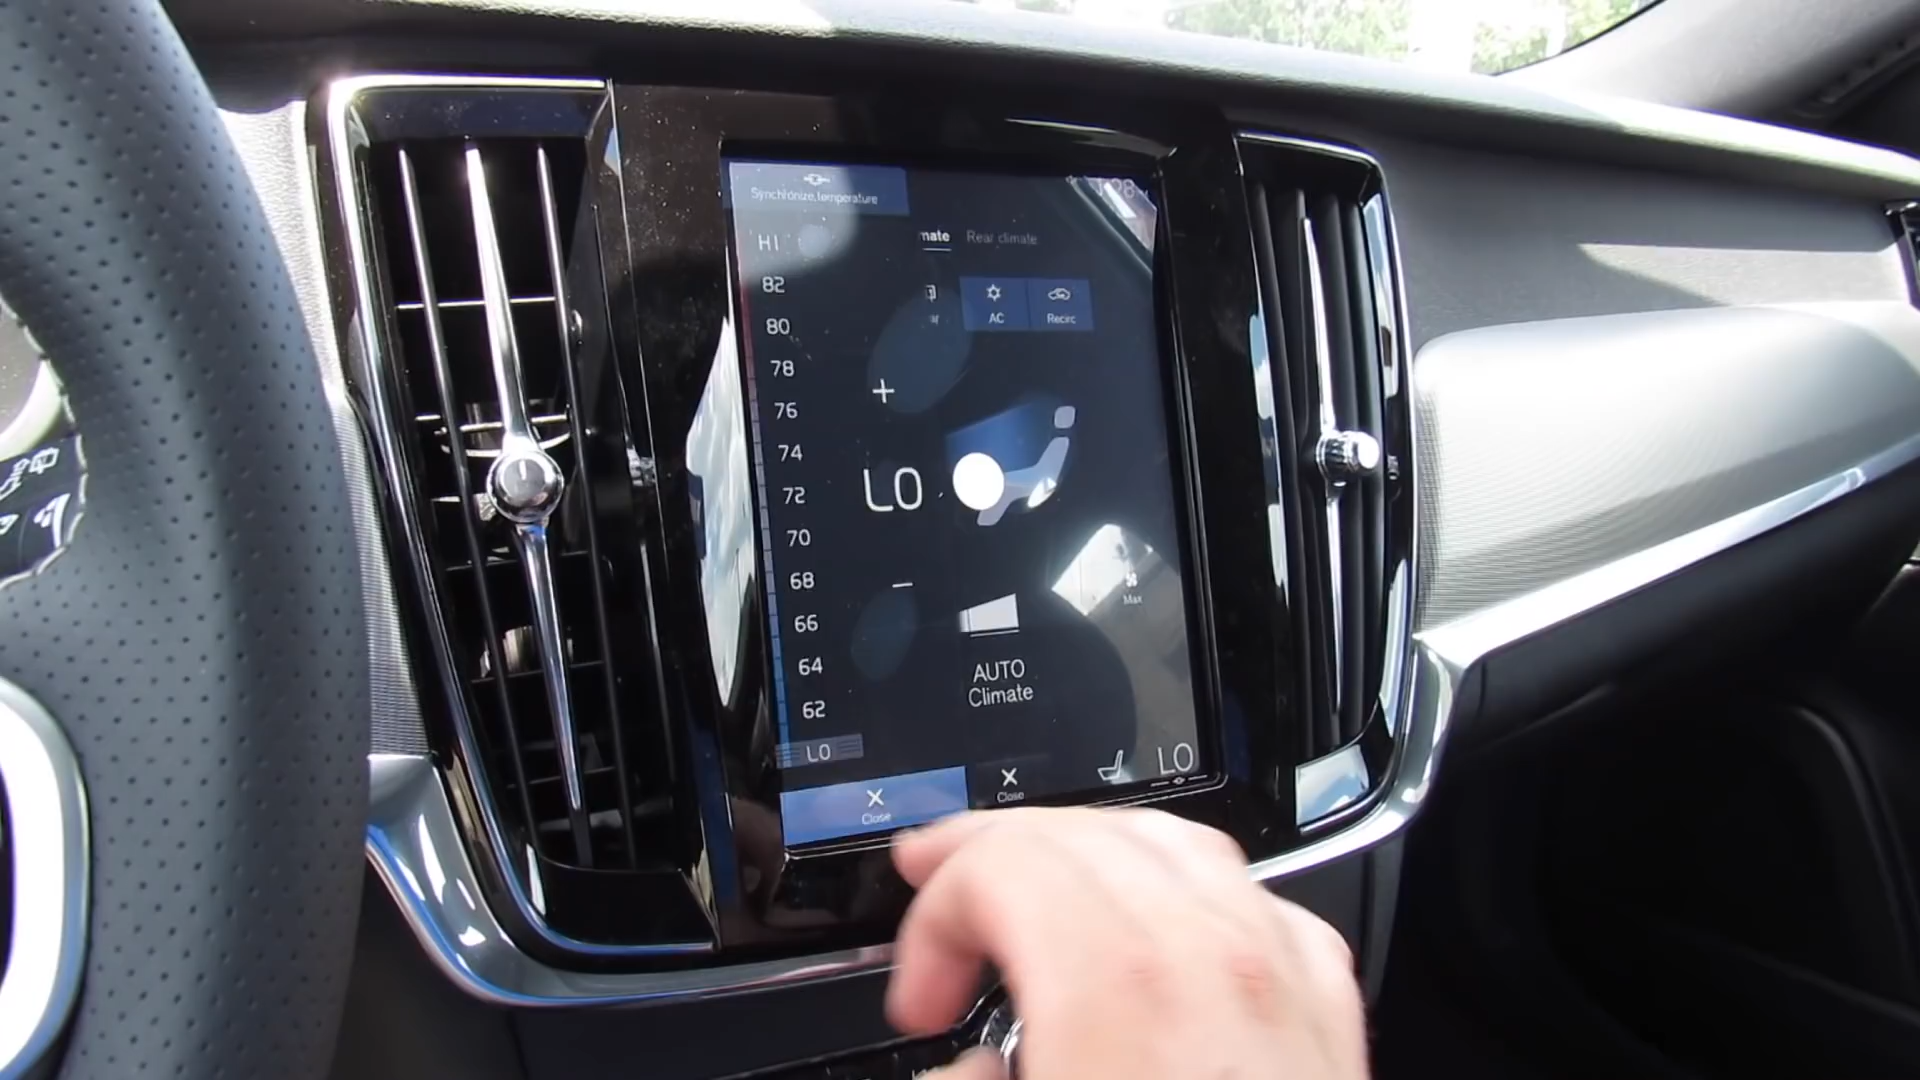 Synchronize temperature
mate Rear climate
HI
82
80
78
76
74
72
70
68
66
64
62
LO
AC
Recirc
+
LO
−
Max
AUTO
Climate
Close
Close
LO